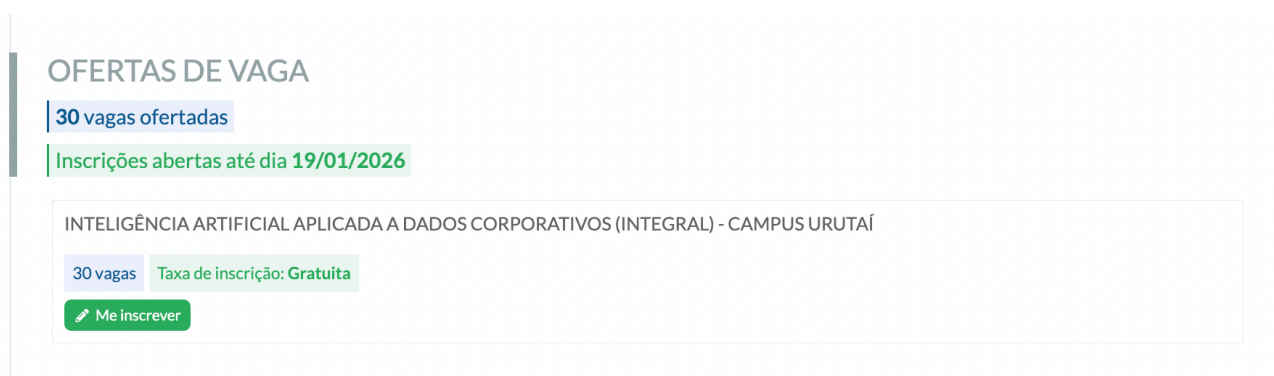 OFERTAS DE VAGA
30 vagas ofertadas
Inscrições abertas até dia 19/01/2026
INTELIGÊNCIA ARTIFICIAL APLICADA A DADOS CORPORATIVOS (INTEGRAL) - CAMPUS URUTAÍ
30 vagas Taxa de inscrição: Gratuita
Me inscrever